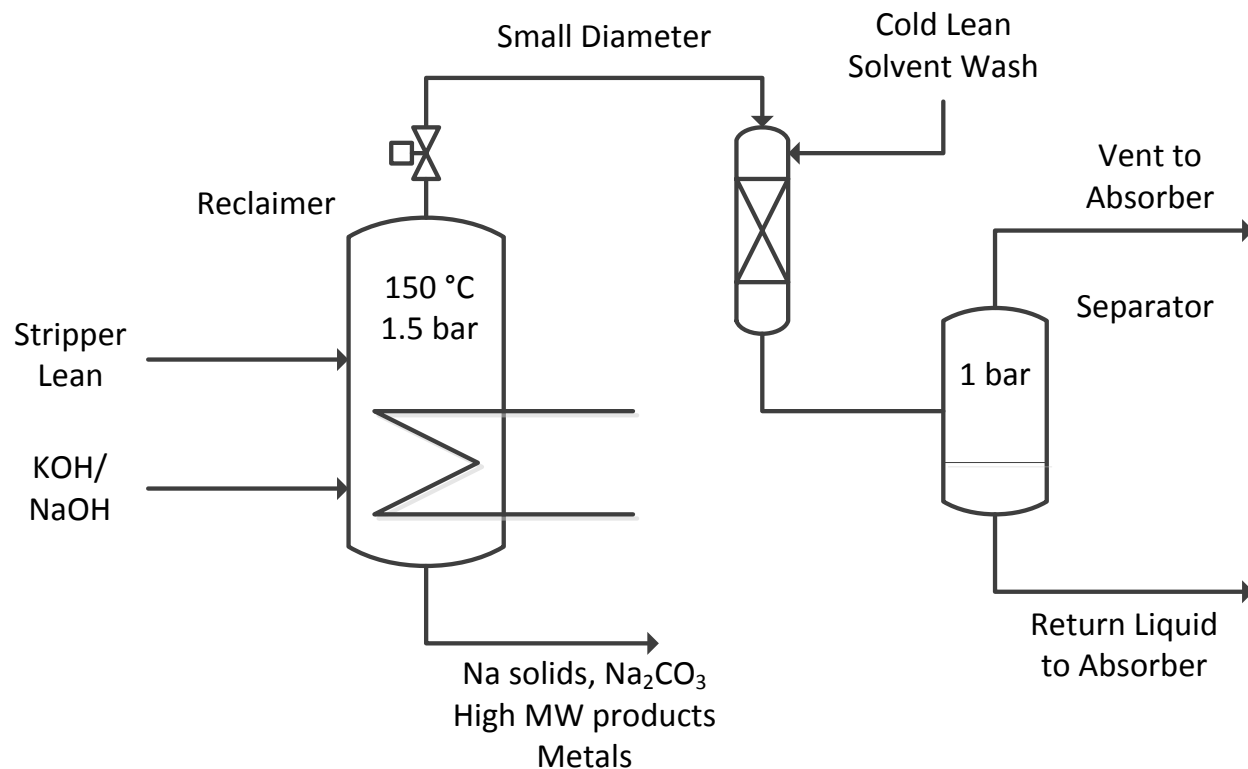 Small Diameter
Cold Lean
Solvent Wash
Vent to
Absorber
Reclaimer
150 °C
1.5 bar
Separator
Stripper
Lean
1 bar
KOH/
NaOH
Return Liquid
to Absorber
Na solids, Na₂CO₃
High MW products
Metals